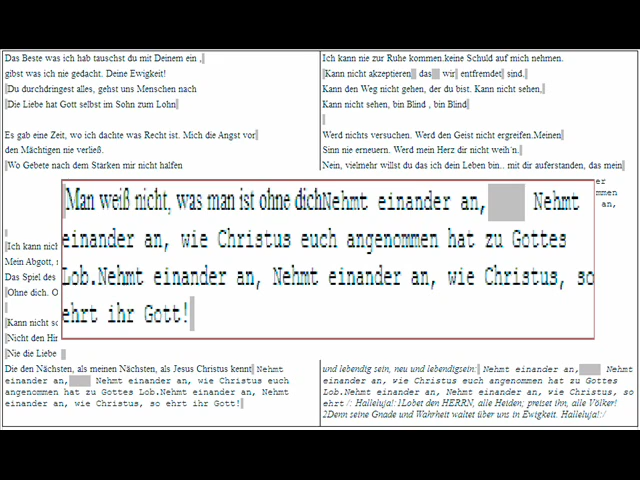 Das Beste was ich hab tauschst du mit Deinem ein ,
gibst was ich nie gedacht. Deine Ewigkeit!
Du durchdringest alles, gehst uns Menschen nach
Die Liebe hat Gott selbst im Sohn zum Lohn
Es gab eine Zeit, wo ich dachte was Recht ist. Mich die Angst vor
den Mächtigen nie verließ.
Wo Gebete nach dem Starken mir nicht halfen
Ich kann nich
Mein Abgott,
Das Spiel des
Ohne dich. O
Kann nicht so
Nicht den Hir
Nie die Liebe
Die den Nächsten, als meinen Nächsten, als Jesus Christus kennt Nehmt
einander an, Nehmt einander an, wie Christus euch
angenommen hat zu Gottes Lob.Nehmt einander an, Nehmt
einander an, wie Christus, so ehrt ihr Gott!
Ich kann nie zur Ruhe kommen.keine Schuld auf mich nehmen.
Kann nicht akzeptieren das wir entfremdet sind.
Kann den Weg nicht gehen, der du bist. Kann nicht sehen,
Kann nicht sehen, bin Blind , bin Blind
Werd nichts versuchen. Werd den Geist nicht ergreifen.Meinen
Sinn nie erneuern. Werd mein Herz dir nicht weih'n.
Nein, vielmehr willst du das ich dein Leben bin.. mit dir auferstanden, das mein
er
mmen
an,
und lebendig sein, neu und lebendigsein: Nehmt einander an, Nehmt
einander an, wie Christus euch angenommen hat zu Gottes
Lob.Nehmt einander an, Nehmt einander an, wie Christus, so
ehrt /: Halleluja!:1Lobet den HERRN, alle Heiden; preiset ihn, alle Völker!
2Denn seine Gnade und Wahrheit waltet über uns in Ewigkeit. Halleluja!:/
Man weiß nicht, was man ist ohne dichNehmt einander an, Nehmt
einander an, wie Christus euch angenommen hat zu Gottes
Lob.Nehmt einander an, Nehmt einander an, wie Christus, so
ehrt ihr Gott!